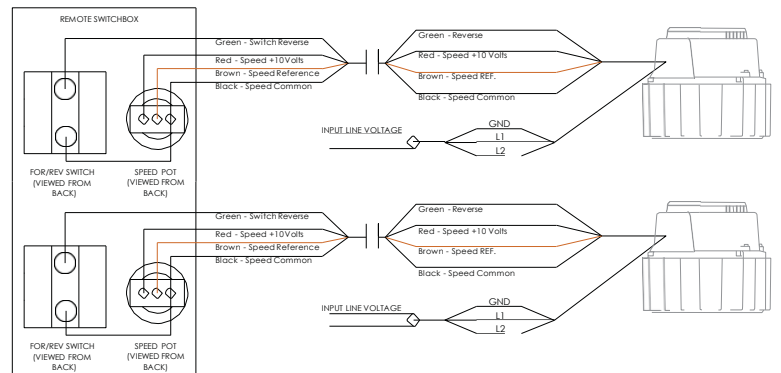 REMOTE SWITCHBOX
Green - Switch Reverse
Red - Speed +10 Volts
Brown - Speed Reference
Black - Speed Common
Green - Reverse
Red - Speed +10 Volts
Brown - Speed REF.
Black - Speed Common
INPUT LINE VOLTAGE
GND
L1
L2
FOR/REV SWITCH
(VIEWED FROM
BACK)
SPEED POT
(VIEWED FROM
BACK)
Green - Switch Reverse
Red - Speed +10 Volts
Brown - Speed Reference
Black - Speed Common
Green - Reverse
Red - Speed +10 Volts
Brown - Speed REF.
Black - Speed Common
INPUT LINE VOLTAGE
GND
L1
L2
FOR/REV SWITCH
(VIEWED FROM
BACK)
SPEED POT
(VIEWED FROM
BACK)